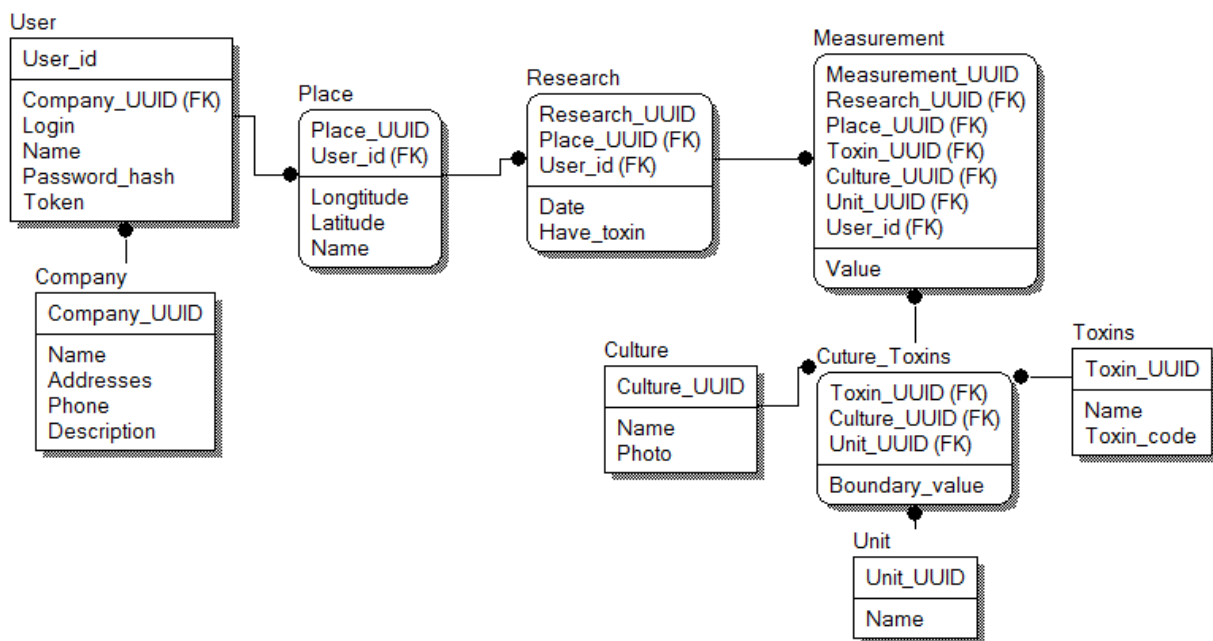 User
User_id
Company_UUID (FK)
Login
Name
Password_hash
Token
Company
Company_UUID
Name
Addresses
Phone
Description
Place
Place_UUID
User_id (FK)
Longtitude
Latitude
Name
Research
Research_UUID
Place_UUID (FK)
User_id (FK)
Date
Have_toxin
Measurement
Measurement_UUID
Research_UUID (FK)
Place_UUID (FK)
Toxin_UUID (FK)
Culture_UUID (FK)
Unit_UUID (FK)
User_id (FK)
Value
Culture
Culture_UUID
Name
Photo
Cuture_Toxins
Toxin_UUID (FK)
Culture_UUID (FK)
Unit_UUID (FK)
Boundary_value
Toxins
Toxin_UUID
Name
Toxin_code
Unit
Unit_UUID
Name